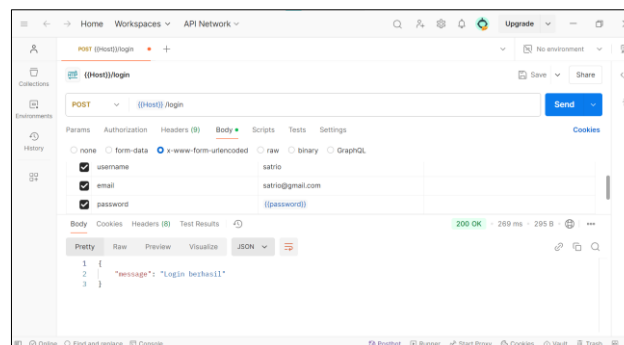 Home Workspaces API Network Upgrade
POST {{Host}}/login + No environment
{{Host}}/login Save Share
POST {{Host}} /login Send
Params Authorization Headers (9) Body Scripts Tests Settings Cookies
none form-data x-www-form-urlencoded raw binary GraphQL
username satrio
email satrio@gmail.com
password {{password}}
Body Cookies Headers (8) Test Results 200 OK • 269 ms • 295 B
Pretty Raw Preview Visualize JSON
1 {
2 "message": "Login berhasil"
3 }
Collections
Environments
History
Online Find and replace Console Postbot Runner Start Proxy Cookies Vault Trash